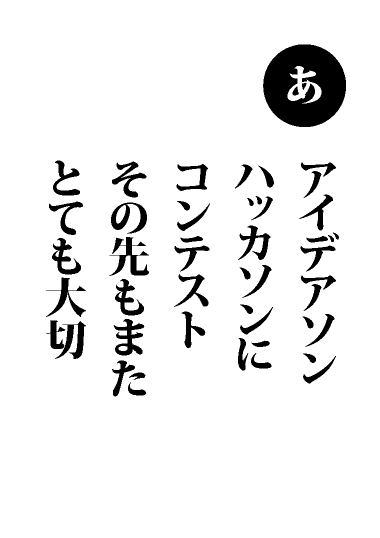 あ
アイデアソン
ハッカソンに
コンテスト
その先もまた
とても大切